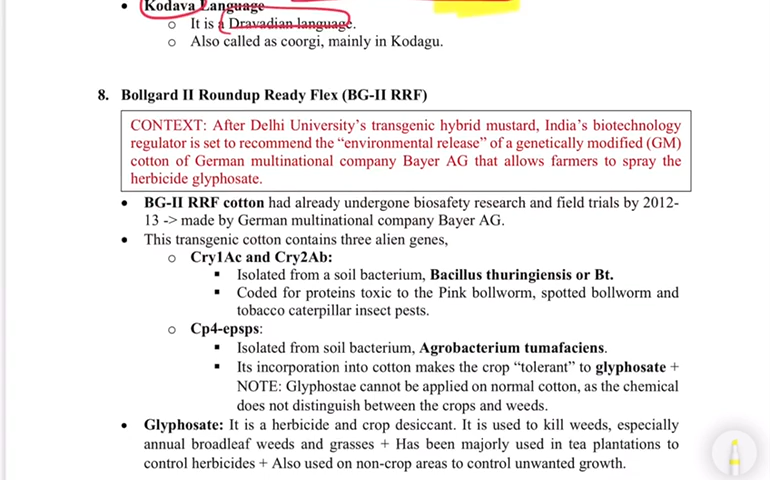 • Kodava Language
o It is a Dravadian language.
o Also called as coorgi, mainly in Kodagu.
8. Bollgard II Roundup Ready Flex (BG-II RRF)
CONTEXT: After Delhi University's transgenic hybrid mustard, India's biotechnology
regulator is set to recommend the "environmental release" of a genetically modified (GM)
cotton of German multinational company Bayer AG that allows farmers to spray the
herbicide glyphosate.
• BG-II RRF cotton had already undergone biosafety research and field trials by 2012-
13 -> made by German multinational company Bayer AG.
• This transgenic cotton contains three alien genes,
o Cry1Ac and Cry2Ab:
▪ Isolated from a soil bacterium, Bacillus thuringiensis or Bt.
▪ Coded for proteins toxic to the Pink bollworm, spotted bollworm and
tobacco caterpillar insect pests.
o Cp4-epsps:
▪ Isolated from soil bacterium, Agrobacterium tumafaciens.
▪ Its incorporation into cotton makes the crop "tolerant" to glyphosate +
NOTE: Glyphostae cannot be applied on normal cotton, as the chemical
does not distinguish between the crops and weeds.
• Glyphosate: It is a herbicide and crop desiccant. It is used to kill weeds, especially
annual broadleaf weeds and grasses + Has been majorly used in tea plantations to
control herbicides + Also used on non-crop areas to control unwanted growth.